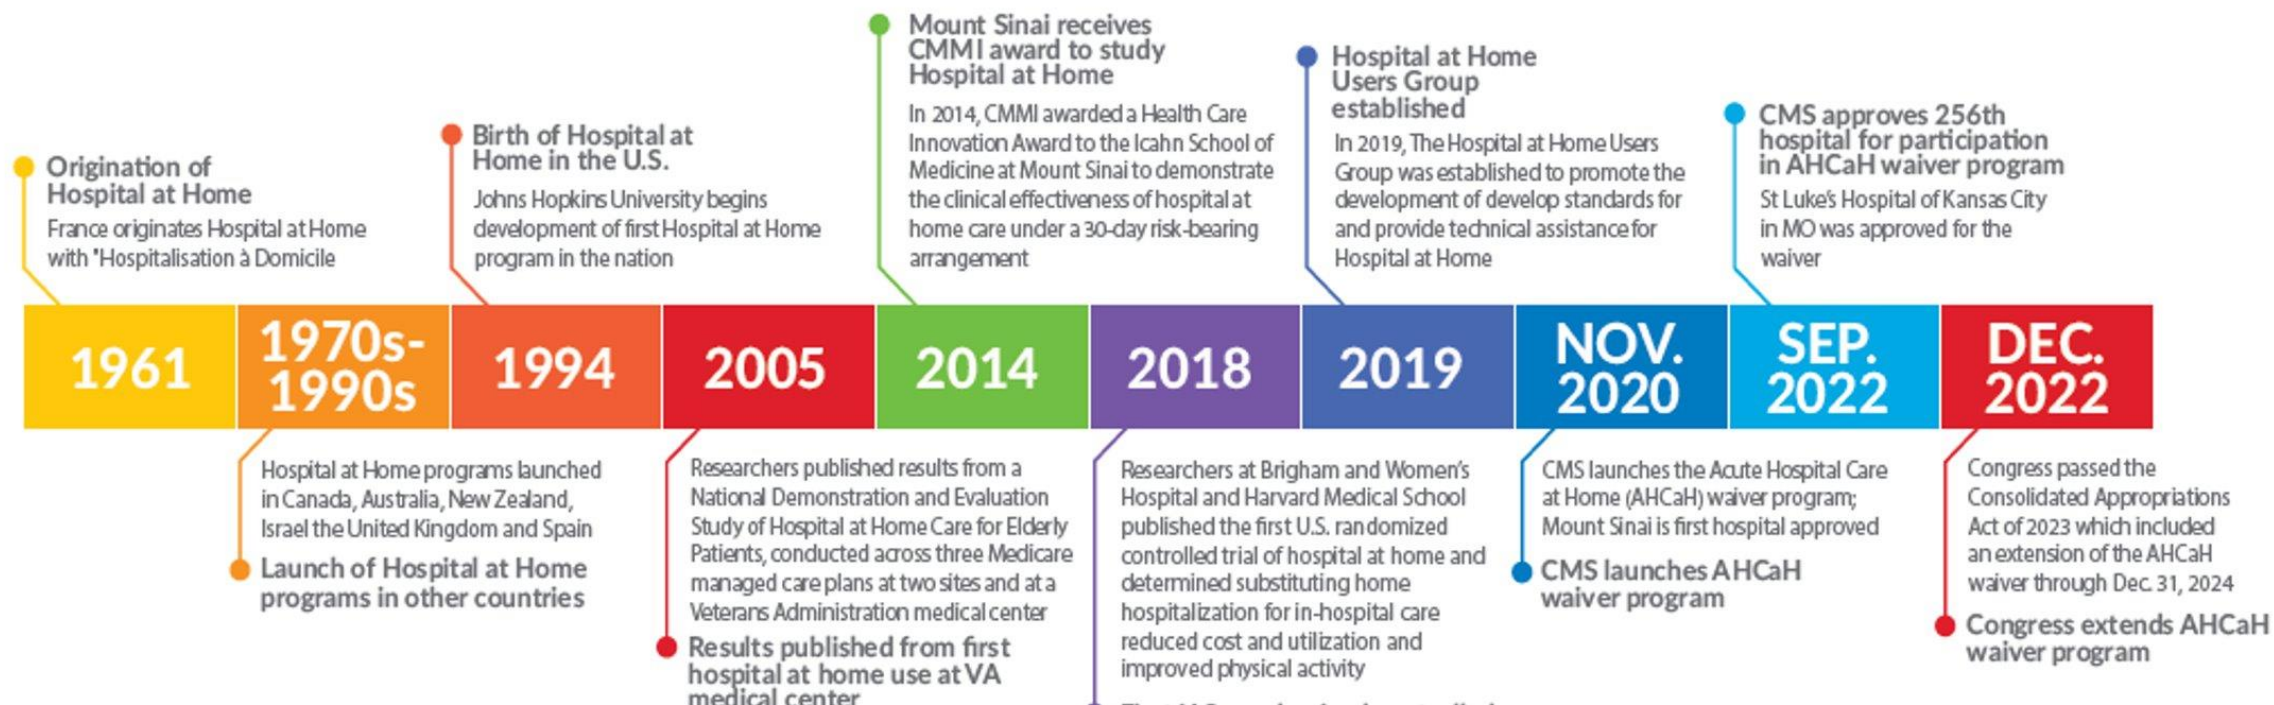 Mount Sinai receives
CMMI award to study
Hospital at Home
In 2014, CMMI awarded a Health Care
Innovation Award to the Icahn School of
Medicine at Mount Sinai to demonstrate
the clinical effectiveness of hospital at
home care under a 30-day risk-bearing
arrangement
Hospital at Home
Users Group
established
In 2019, The Hospital at Home Users
Group was established to promote the
development of develop standards for
and provide technical assistance for
Hospital at Home
CMS approves 256th
hospital for participation
in AHCaH waiver program
St Luke's Hospital of Kansas City
in MO was approved for the
waiver
Birth of Hospital at
Home in the U.S.
Johns Hopkins University begins
development of first Hospital at Home
program in the nation
Origination of
Hospital at Home
France originates Hospital at Home
with "Hospitalisation à Domicile
1961
1970s-
1990s
1994
2005
2014
2018
2019
NOV.
2020
SEP.
2022
DEC.
2022
Hospital at Home programs launched
in Canada, Australia, New Zealand,
Israel the United Kingdom and Spain
Launch of Hospital at Home
programs in other countries
Researchers published results from a
National Demonstration and Evaluation
Study of Hospital at Home Care for Elderly
Patients, conducted across three Medicare
managed care plans at two sites and at a
Veterans Administration medical center
Results published from first
hospital at home use at VA
medical center
Researchers at Brigham and Women's
Hospital and Harvard Medical School
published the first U.S. randomized
controlled trial of hospital at home and
determined substituting home
hospitalization for in-hospital care
reduced cost and utilization and
improved physical activity
CMS launches the Acute Hospital Care
at Home (AHCaH) waiver program;
Mount Sinai is first hospital approved
CMS launches AHCaH
waiver program
Congress passed the
Consolidated Appropriations
Act of 2023 which included
an extension of the AHCaH
waiver through Dec. 31, 2024
Congress extends AHCaH
waiver program